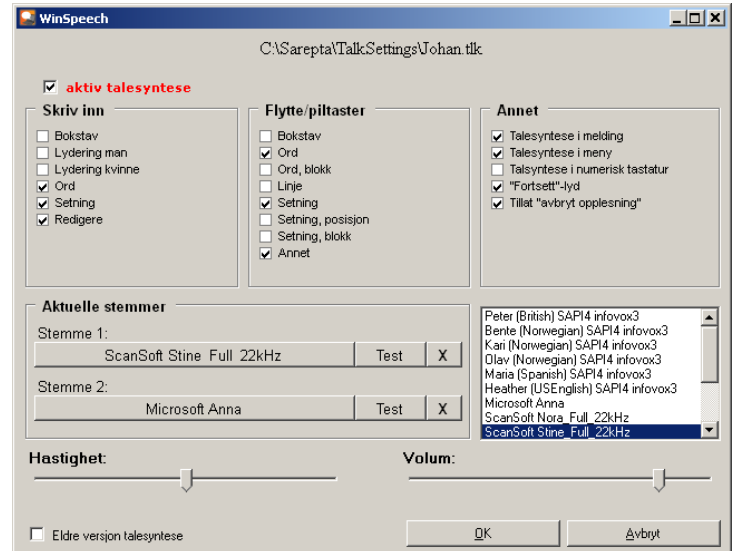 WinSpeech
C:\Sarepta\TalkSettings\Johan.tlk
aktiv talesyntese
Skriv inn
Bokstav
Lydering man
Lydering kvinne
Ord
Setning
Redigere
Flytte/piltaster
Bokstav
Ord
Ord, blokk
Linje
Setning
Setning, posisjon
Setning, blokk
Annet
Annet
Talesyntese i melding
Talesyntese i meny
Talsyntese i numerisk tastatur
"Fortsett"-lyd
Tillat "avbryt opplesning"
Aktuelle stemmer
Stemme 1:
ScanSoft Stine_Full_22kHz Test X
Stemme 2:
Microsoft Anna Test X
Peter (British) SAPI4 infovox3
Bente (Norwegian) SAPI4 infovox3
Kari (Norwegian) SAPI4 infovox3
Olav (Norwegian) SAPI4 infovox3
Maria (Spanish) SAPI4 infovox3
Heather (USEnglish) SAPI4 infovox3
Microsoft Anna
ScanSoft Nora_Full_22kHz
ScanSoft Stine_Full_22kHz
Hastighet:
Volum:
Eldre versjon talesyntese
OK
Avbryt